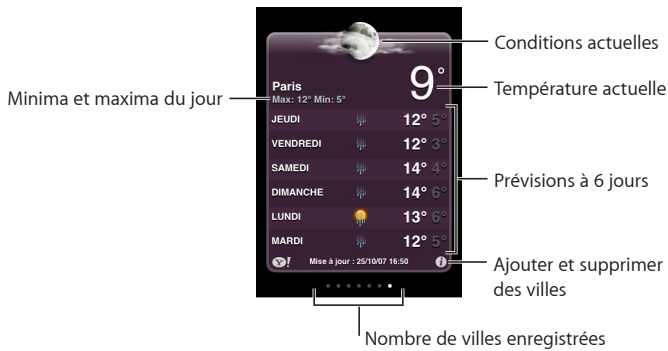 Conditions actuelles
9°
Température actuelle
Paris
Max: 12° Min: 5°
Minima et maxima du jour
JEUDI 12° 5°
VENDREDI 12° 3°
SAMEDI 14° 4°
DIMANCHE 14° 6°
LUNDI 13° 6°
MARDI 12° 5°
Prévisions à 6 jours
Y! Mise à jour : 25/10/07 16:50 i
Ajouter et supprimer
des villes
Nombre de villes enregistrées